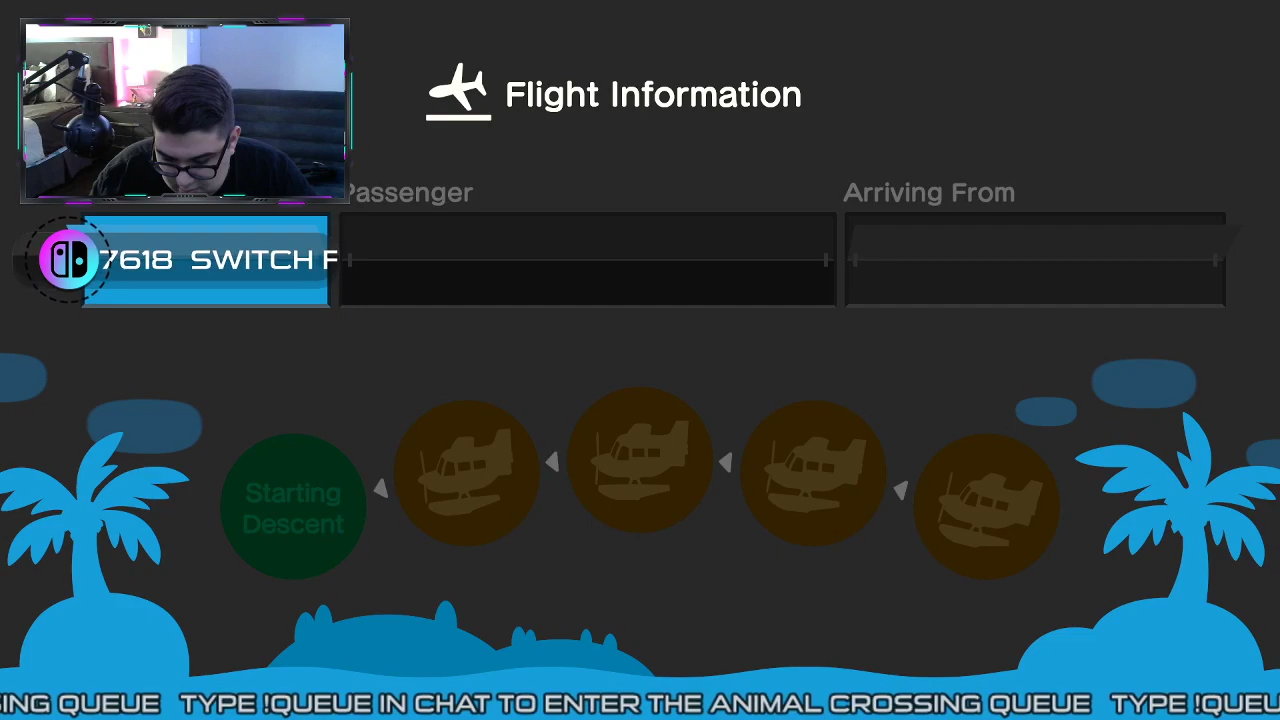 Flight Information
Passenger
Arriving From
7618 SWITCH F
Starting
Descent
SING QUEUE TYPE !QUEUE IN CHAT TO ENTER THE ANIMAL CROSSING QUEUE TYPE !QUEU